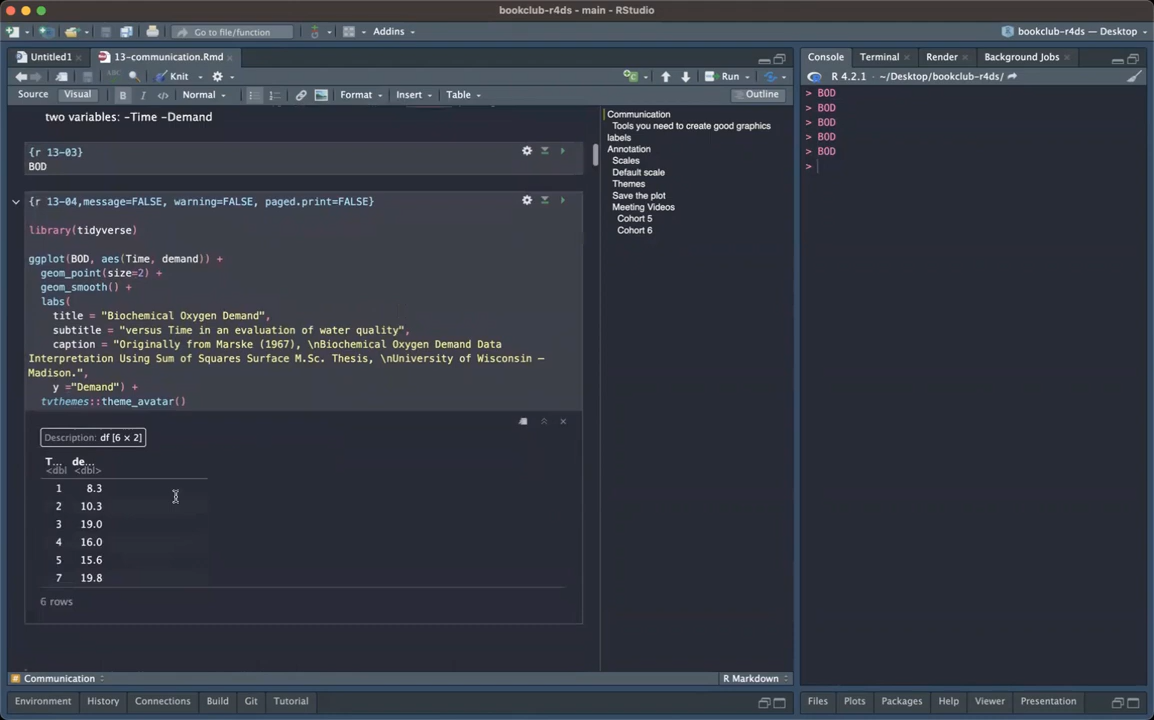 bookclub-r4ds - main - RStudio
Go to file/function
Addins
bookclub-r4ds — Desktop
Untitled1
13-communication.Rmd
Knit
Run
Source
Visual
B
I
Normal
Format
Insert
Table
Outline
two variables: -Time -Demand
{r 13-03}
BOD
{r 13-04,message=FALSE, warning=FALSE, paged.print=FALSE}
library(tidyverse)
ggplot(BOD, aes(Time, demand)) +
geom_point(size=2) +
geom_smooth() +
labs(
title = "Biochemical Oxygen Demand",
subtitle = "versus Time in an evaluation of water quality",
caption = "Originally from Marske (1967), \nBiochemical Oxygen Demand Data
Interpretation Using Sum of Squares Surface M.Sc. Thesis, \nUniversity of Wisconsin –
Madison.",
y ="Demand") +
tvthemes::theme_avatar()
Description: df [6 × 2]
T... de...
<dbl <dbl>
1 8.3
2 10.3
3 19.0
4 16.0
5 15.6
7 19.8
6 rows
Communication
Tools you need to create good graphics
labels
Annotation
Scales
Default scale
Themes
Save the plot
Meeting Videos
Cohort 5
Cohort 6
Communication
R Markdown
Environment
History
Connections
Build
Git
Tutorial
Console
Terminal
Render
Background Jobs
R 4.2.1 · ~/Desktop/bookclub-r4ds/
> BOD
> BOD
> BOD
> BOD
> BOD
>
Files
Plots
Packages
Help
Viewer
Presentation